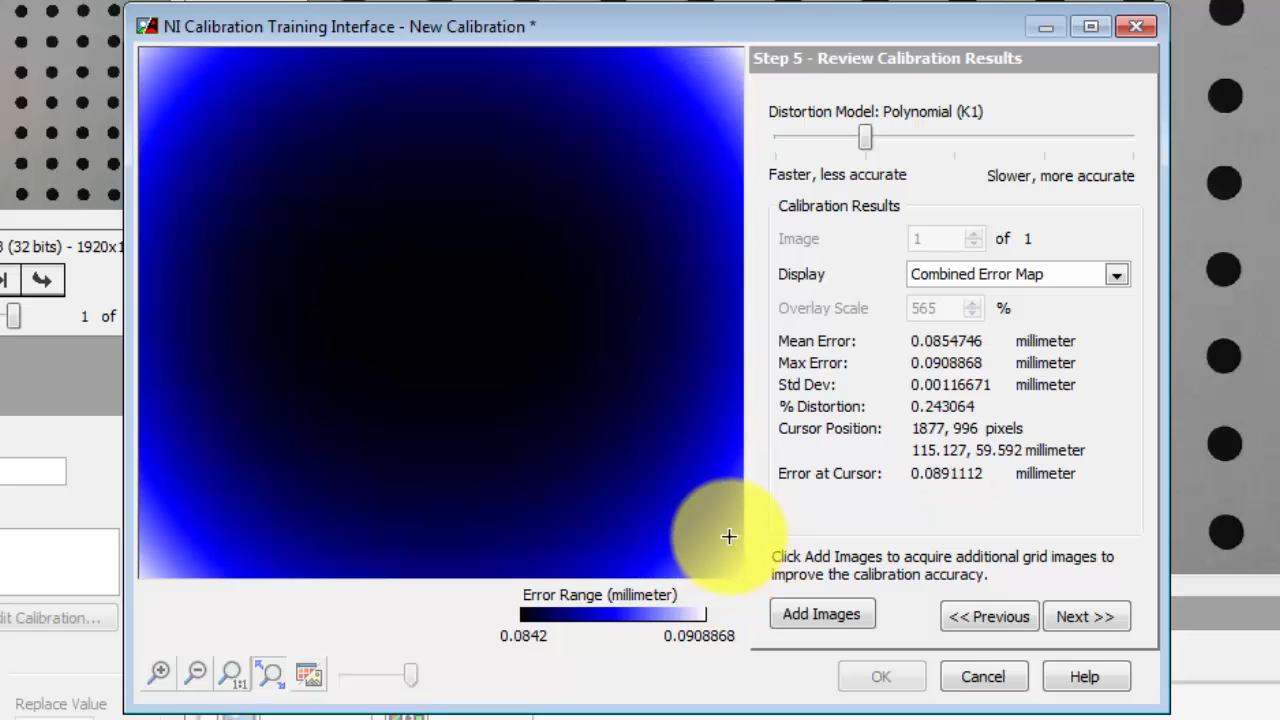 NI Calibration Training Interface - New Calibration *
Step 5 - Review Calibration Results
Distortion Model: Polynomial (K1)
Faster, less accurate
Slower, more accurate
Calibration Results
Image 1 of 1
Display Combined Error Map
Overlay Scale 565 %
Mean Error: 0.0854746 millimeter
Max Error: 0.0908868 millimeter
Std Dev: 0.00116671 millimeter
% Distortion: 0.243064
Cursor Position: 1877, 996 pixels
115.127, 59.592 millimeter
Error at Cursor: 0.0891112 millimeter
Click Add Images to acquire additional grid images to
improve the calibration accuracy.
Add Images
<< Previous
Next >>
Error Range (millimeter)
0.0842
0.0908868
1:1
OK
Cancel
Help
(32 bits) - 1920x1
1 of
dit Calibration...
Replace Value